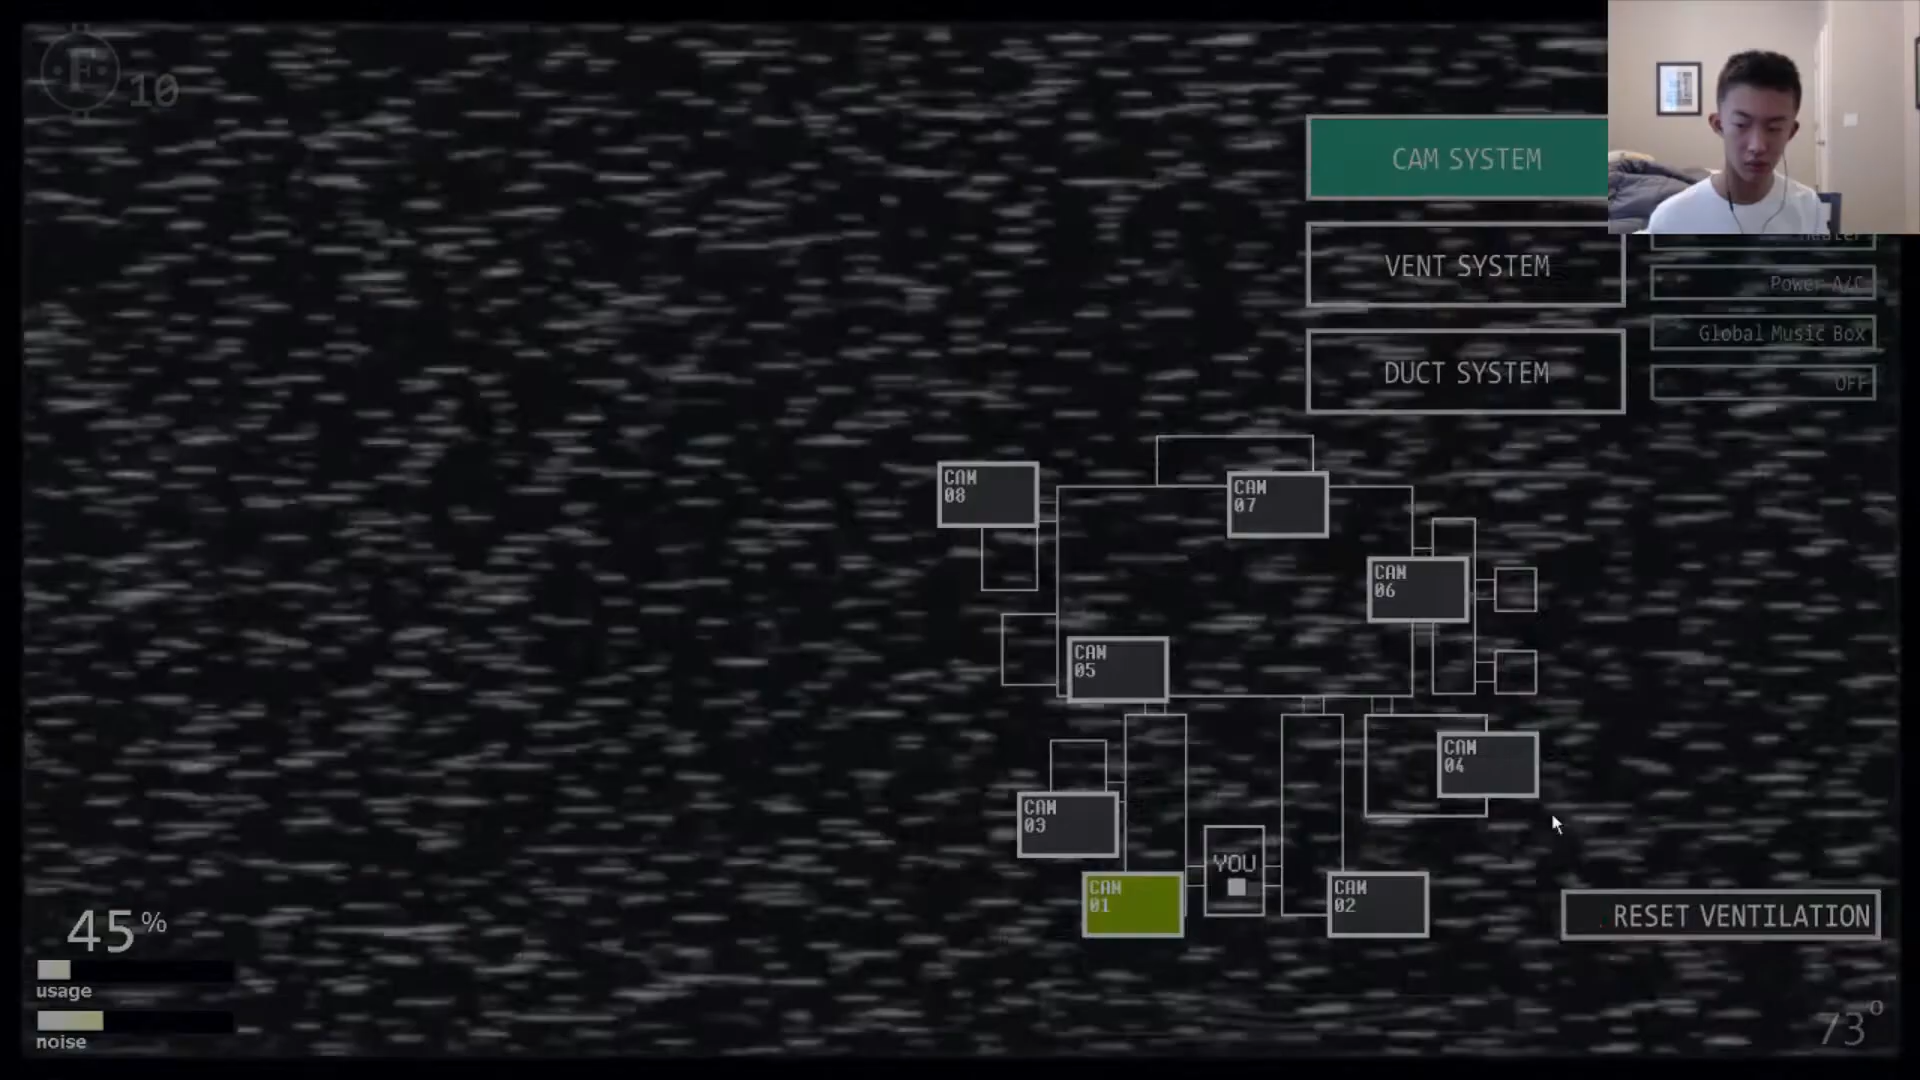 F 10
CAM SYSTEM
VENT SYSTEM
DUCT SYSTEM
Power A/C
Global Music Box
OFF
CAM
08
CAM
07
CAM
06
CAM
05
CAM
04
CAM
03
YOU
CAM
01
CAM
02
RESET VENTILATION
45%
usage
noise
73°